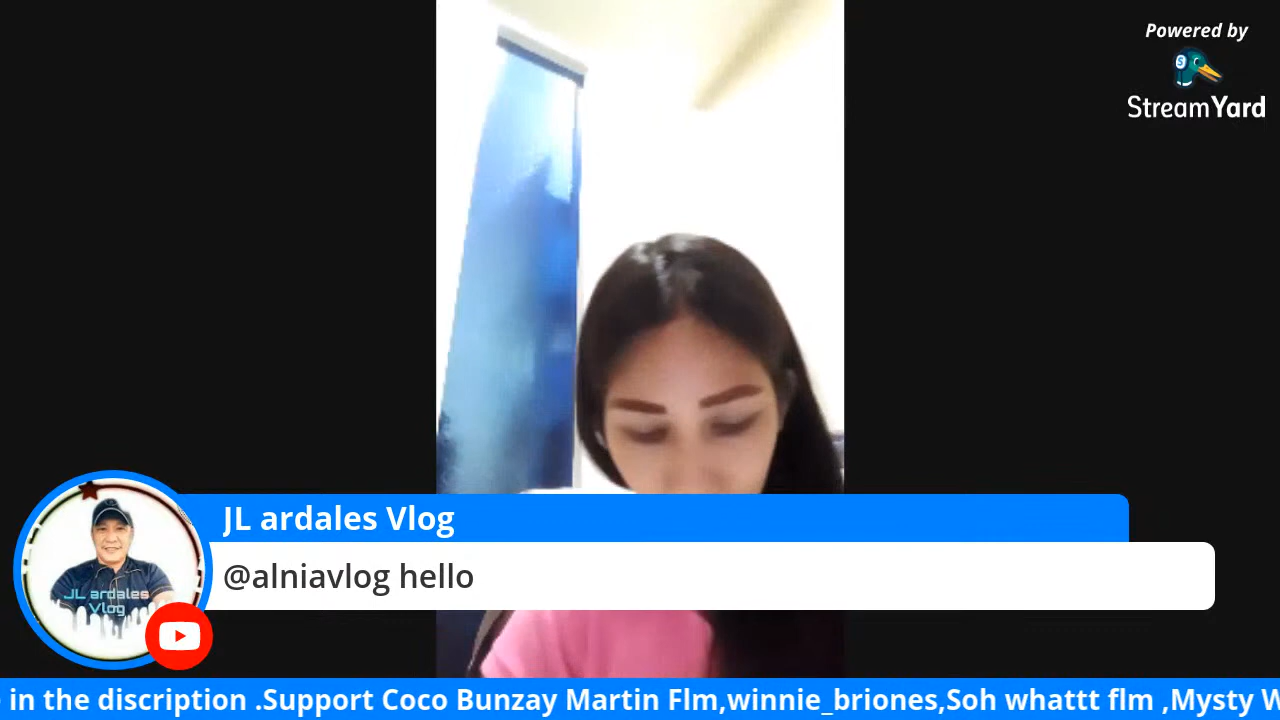 Powered by
StreamYard
JL ardales Vlog
@alniavlog hello
JL ardales
Vlog
in the discription .Support Coco Bunzay Martin Flm,winnie_briones,Soh whattt flm ,Mysty W